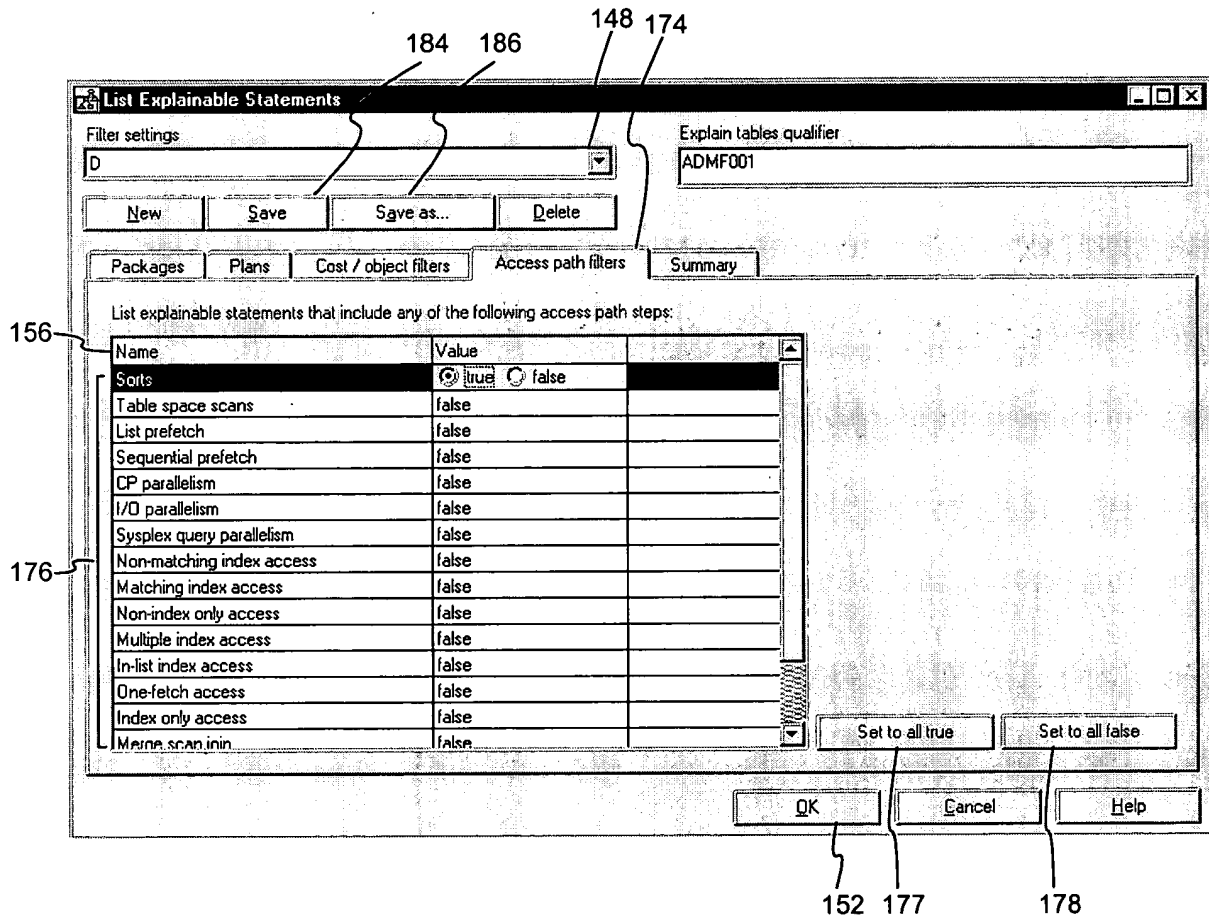 148 174
184 186
List Explainable Statements
Filter settings
Explain tables qualifier
D
ADMF001
New Save Save as... Delete
Packages Plans Cost / object filters Access path filters Summary
List explainable statements that include any of the following access path steps:
156
Name Value
Sorts true false
Table space scans false
List prefetch false
Sequential prefetch false
CP parallelism false
I/O parallelism false
Sysplex query parallelism false
176
Non-matching index access false
Matching index access false
Non-index only access false
Multiple index access false
In-list index access false
One-fetch access false
Index only access false
Merge scan join false
Set to all true Set to all false
OK Cancel Help
152 177 178